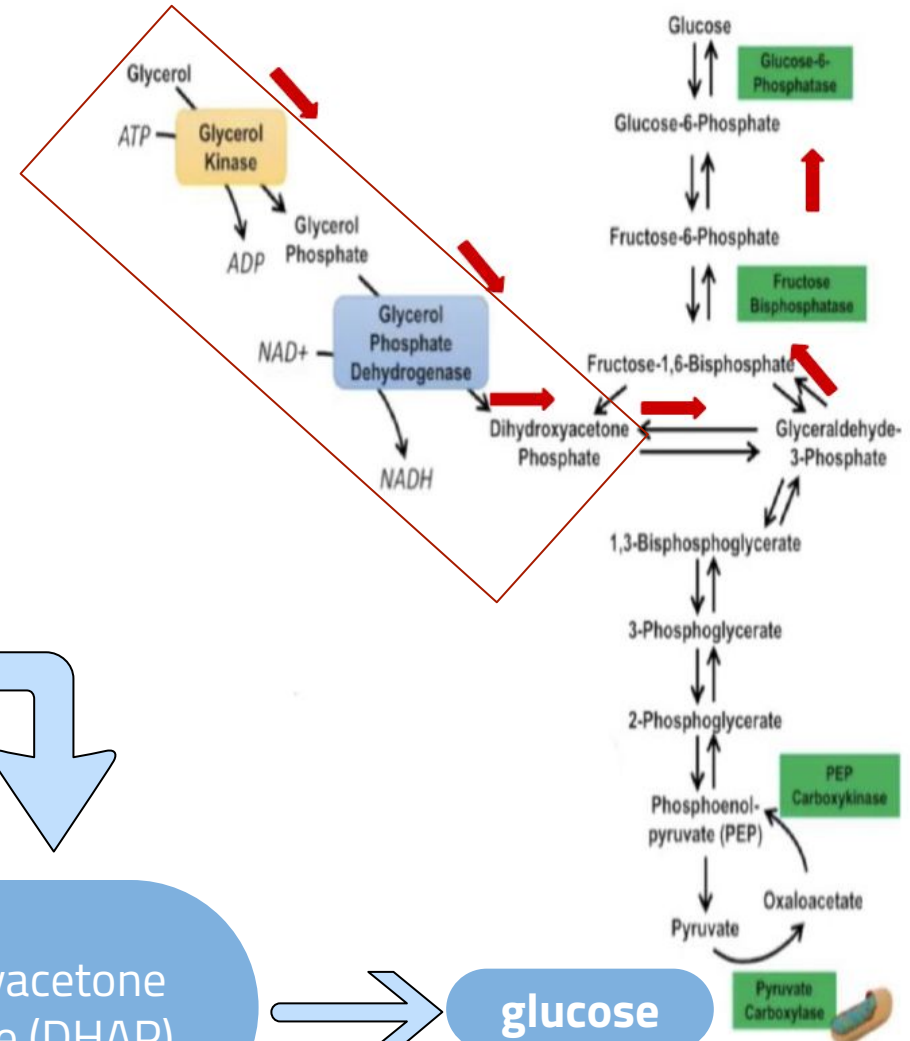 Glycerol
ATP
Glycerol
Kinase
ADP
Glycerol
Phosphate
NAD+
Glycerol
Phosphate
Dehydrogenase
NADH
Dihydroxyacetone
Phosphate
Glucose
Glucose-6-
Phosphatase
Glucose-6-Phosphate
Fructose-6-Phosphate
Fructose
Bisphosphatase
Fructose-1,6-Bisphosphate
Glyceraldehyde-
3-Phosphate
1,3-Bisphosphoglycerate
3-Phosphoglycerate
2-Phosphoglycerate
PEP
Carboxykinase
Phosphoenol-
pyruvate (PEP)
Oxaloacetate
Pyruvate
Pyruvate
Carboxylase
yacetone
e (DHAP)
glucose